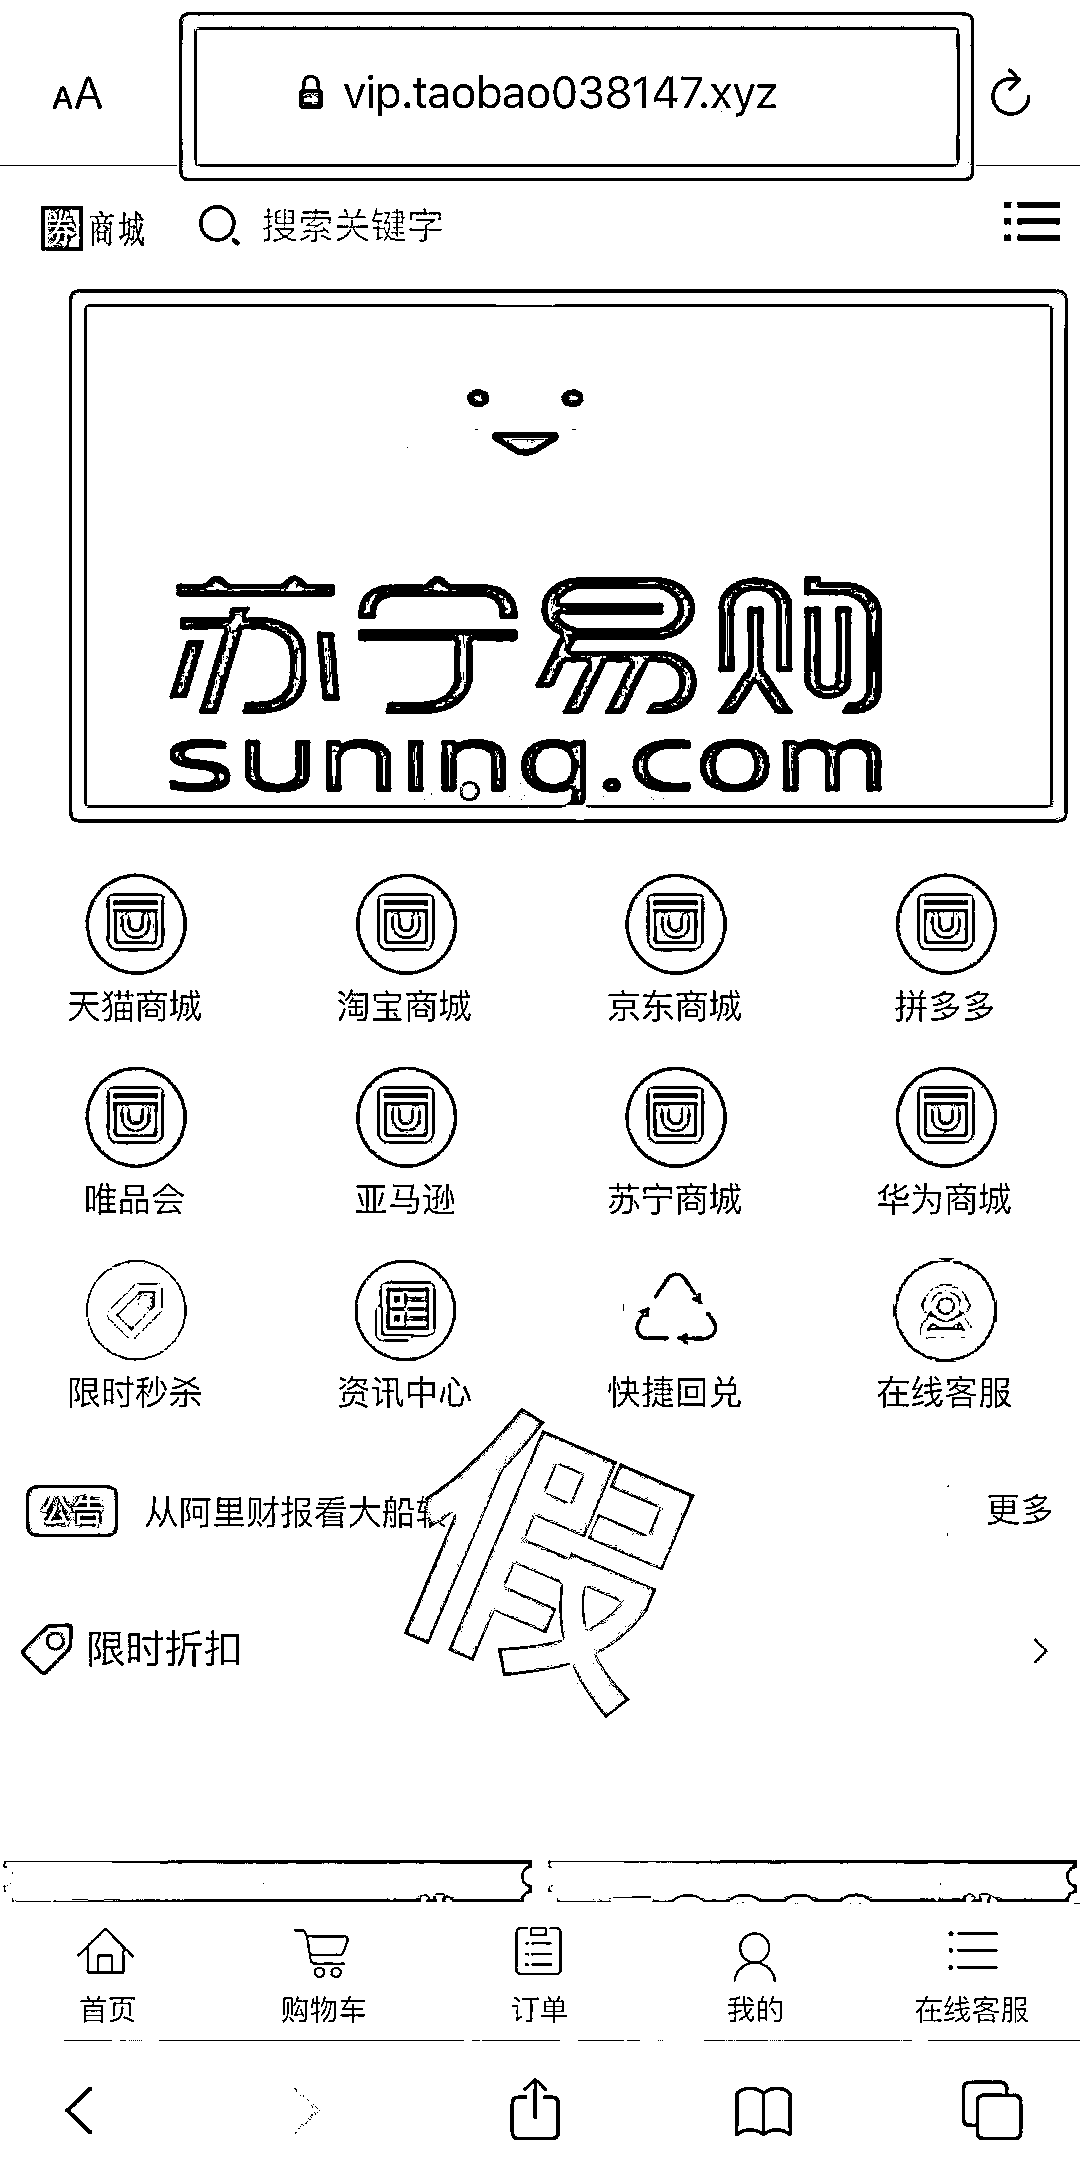 AA vip.taobao038147.xyz
券商城 搜索关键字
苏宁易购
suning.com
天猫商城 淘宝商城 京东商城 拼多多
唯品会 亚马逊 苏宁商城 华为商城
限时秒杀 资讯中心 快捷回兑 在线客服
公告 从阿里财报看大船 更多
假
限时折扣
首页 购物车 订单 我的 在线客服